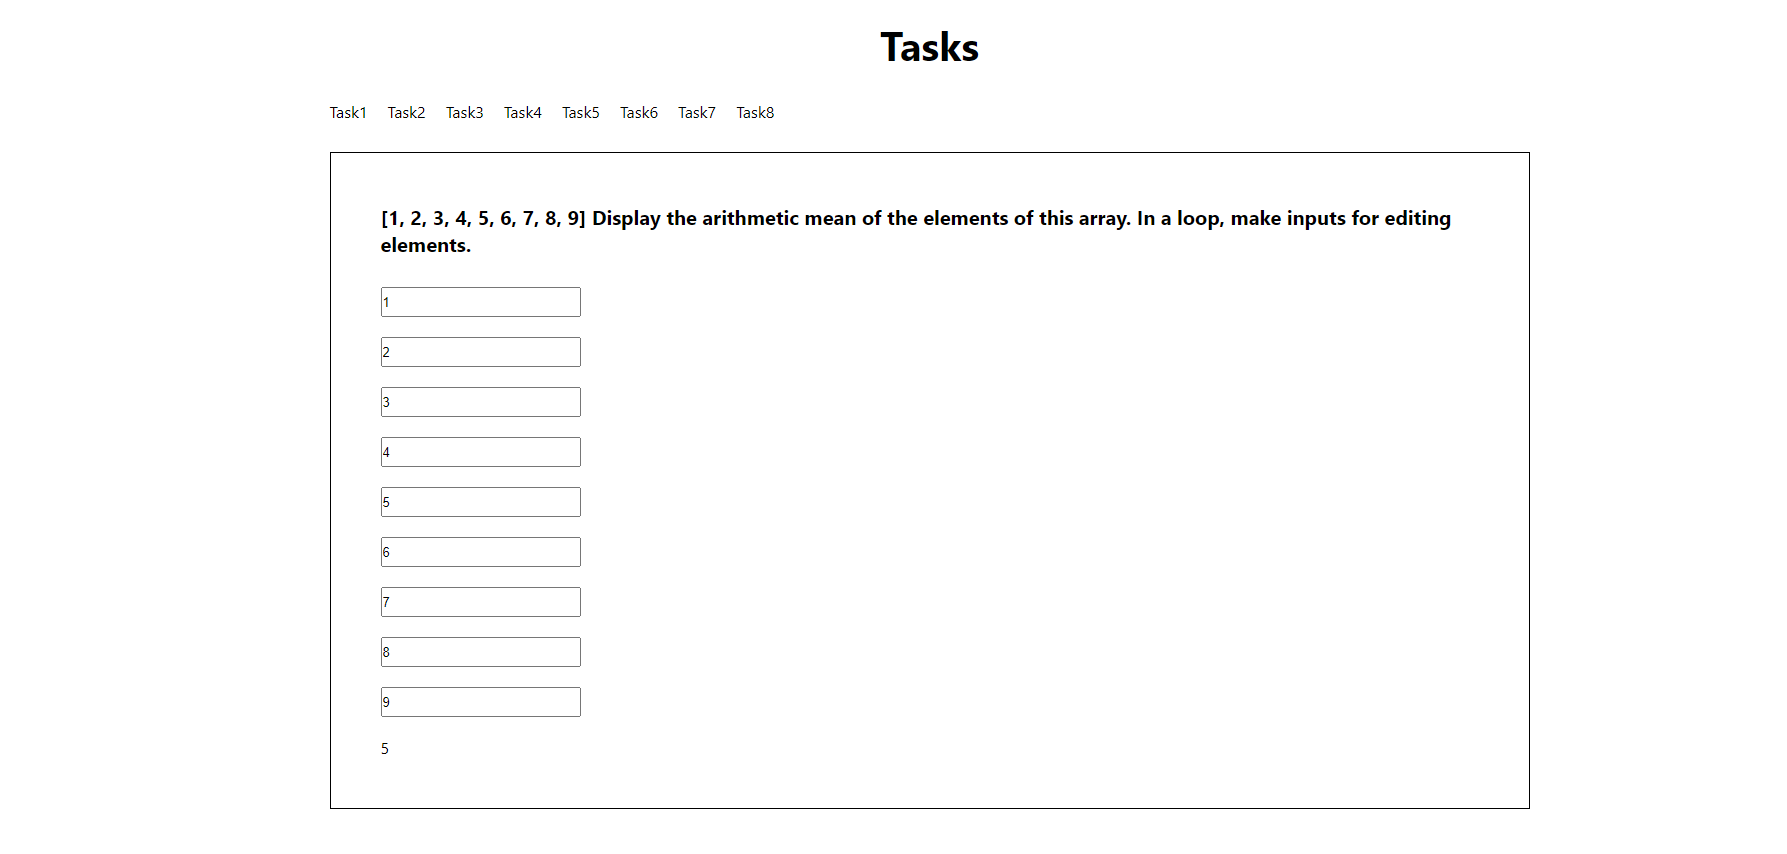 Tasks
Task1 Task2 Task3 Task4 Task5 Task6 Task7 Task8
[1, 2, 3, 4, 5, 6, 7, 8, 9] Display the arithmetic mean of the elements of this array. In a loop, make inputs for editing
elements.
1
2
3
4
5
6
7
8
9
5